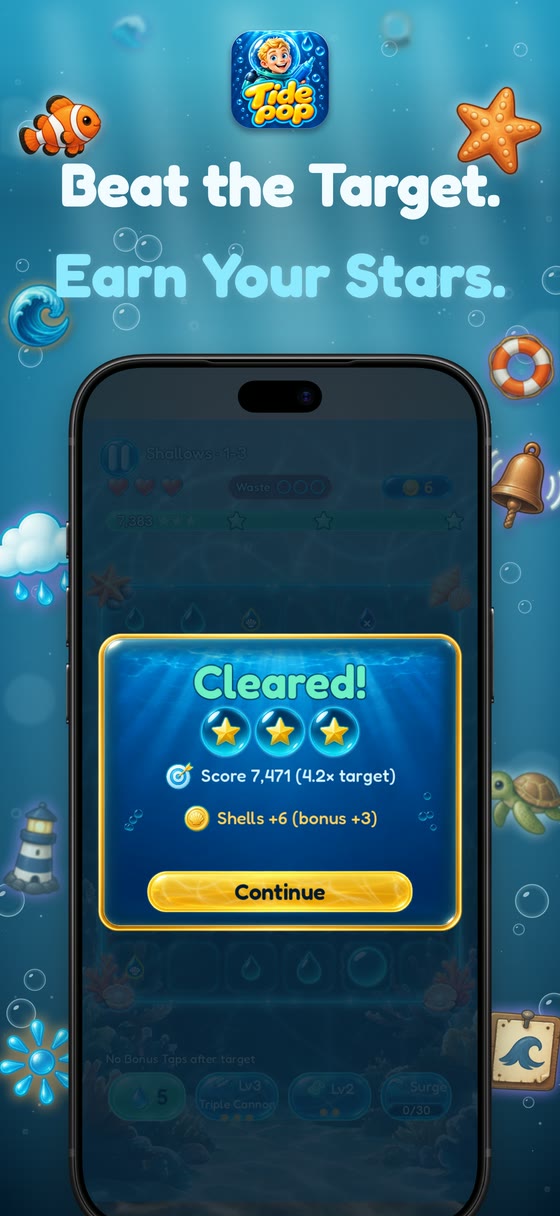 Tide
pop
Beat the Target.
Earn Your Stars.
Shallows · 1-3
Waste
6
7,383
Cleared!
Score 7,471 (4.2× target)
Shells +6 (bonus +3)
Continue
No Bonus Taps after target
5
Lv3
Triple Cannon
Lv2
Surge
0/30